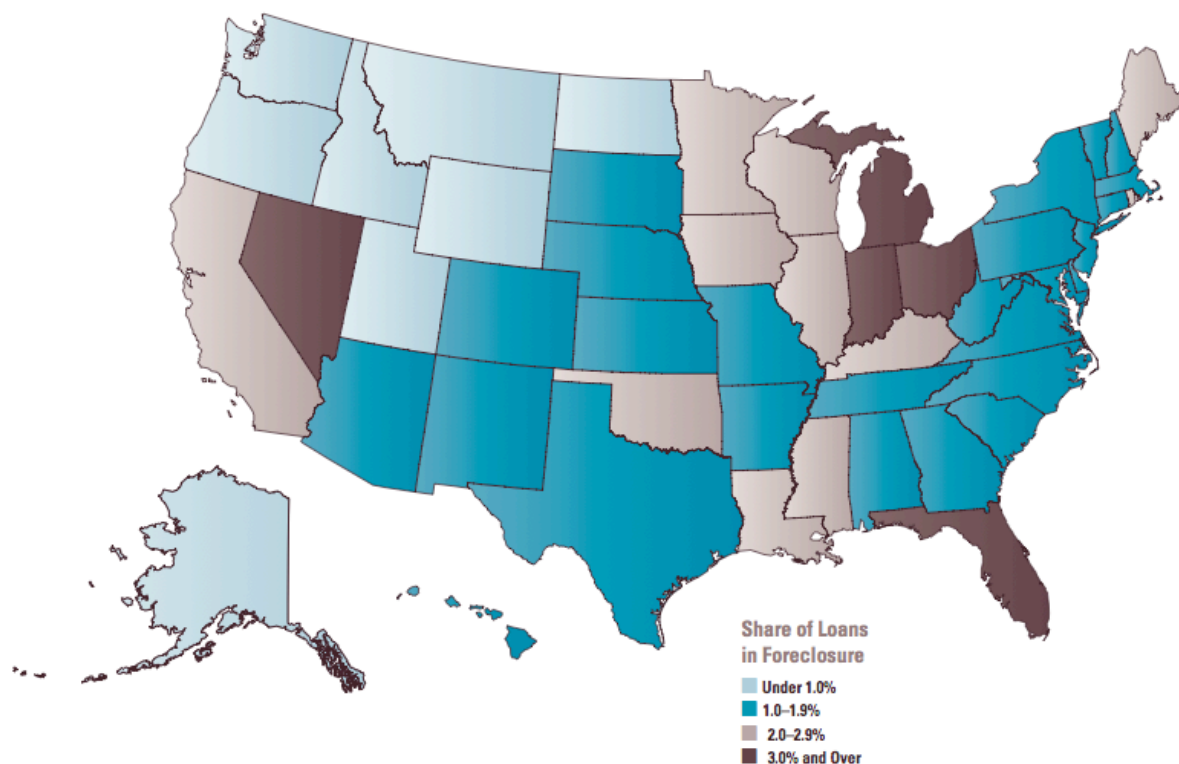 Share of Loans
in Foreclosure
Under 1.0%
1.0–1.9%
2.0–2.9%
3.0% and Over